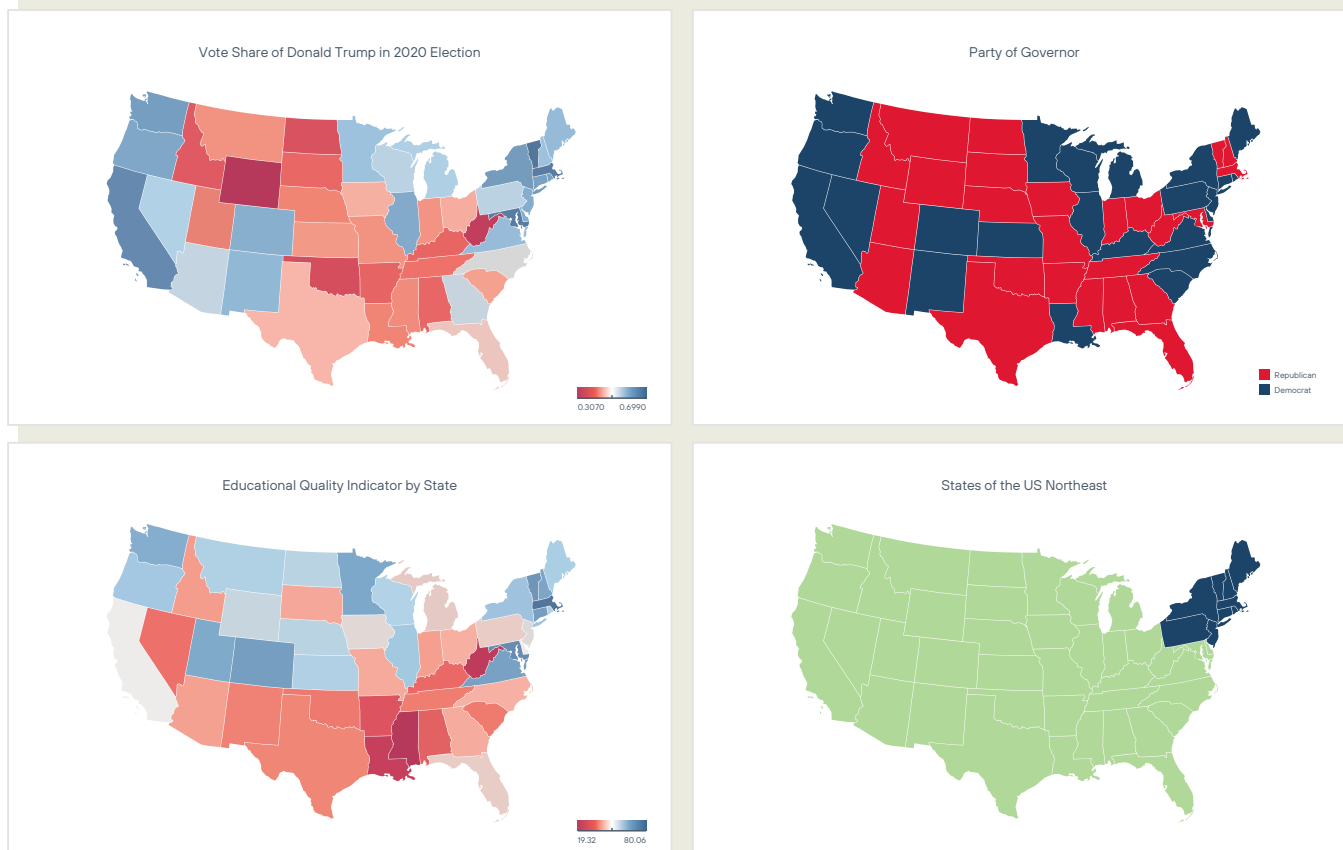 Vote Share of Donald Trump in 2020 Election
0.3070 0.6990
Party of Governor
Republican
Democrat
Educational Quality Indicator by State
19.32 80.06
States of the US Northeast